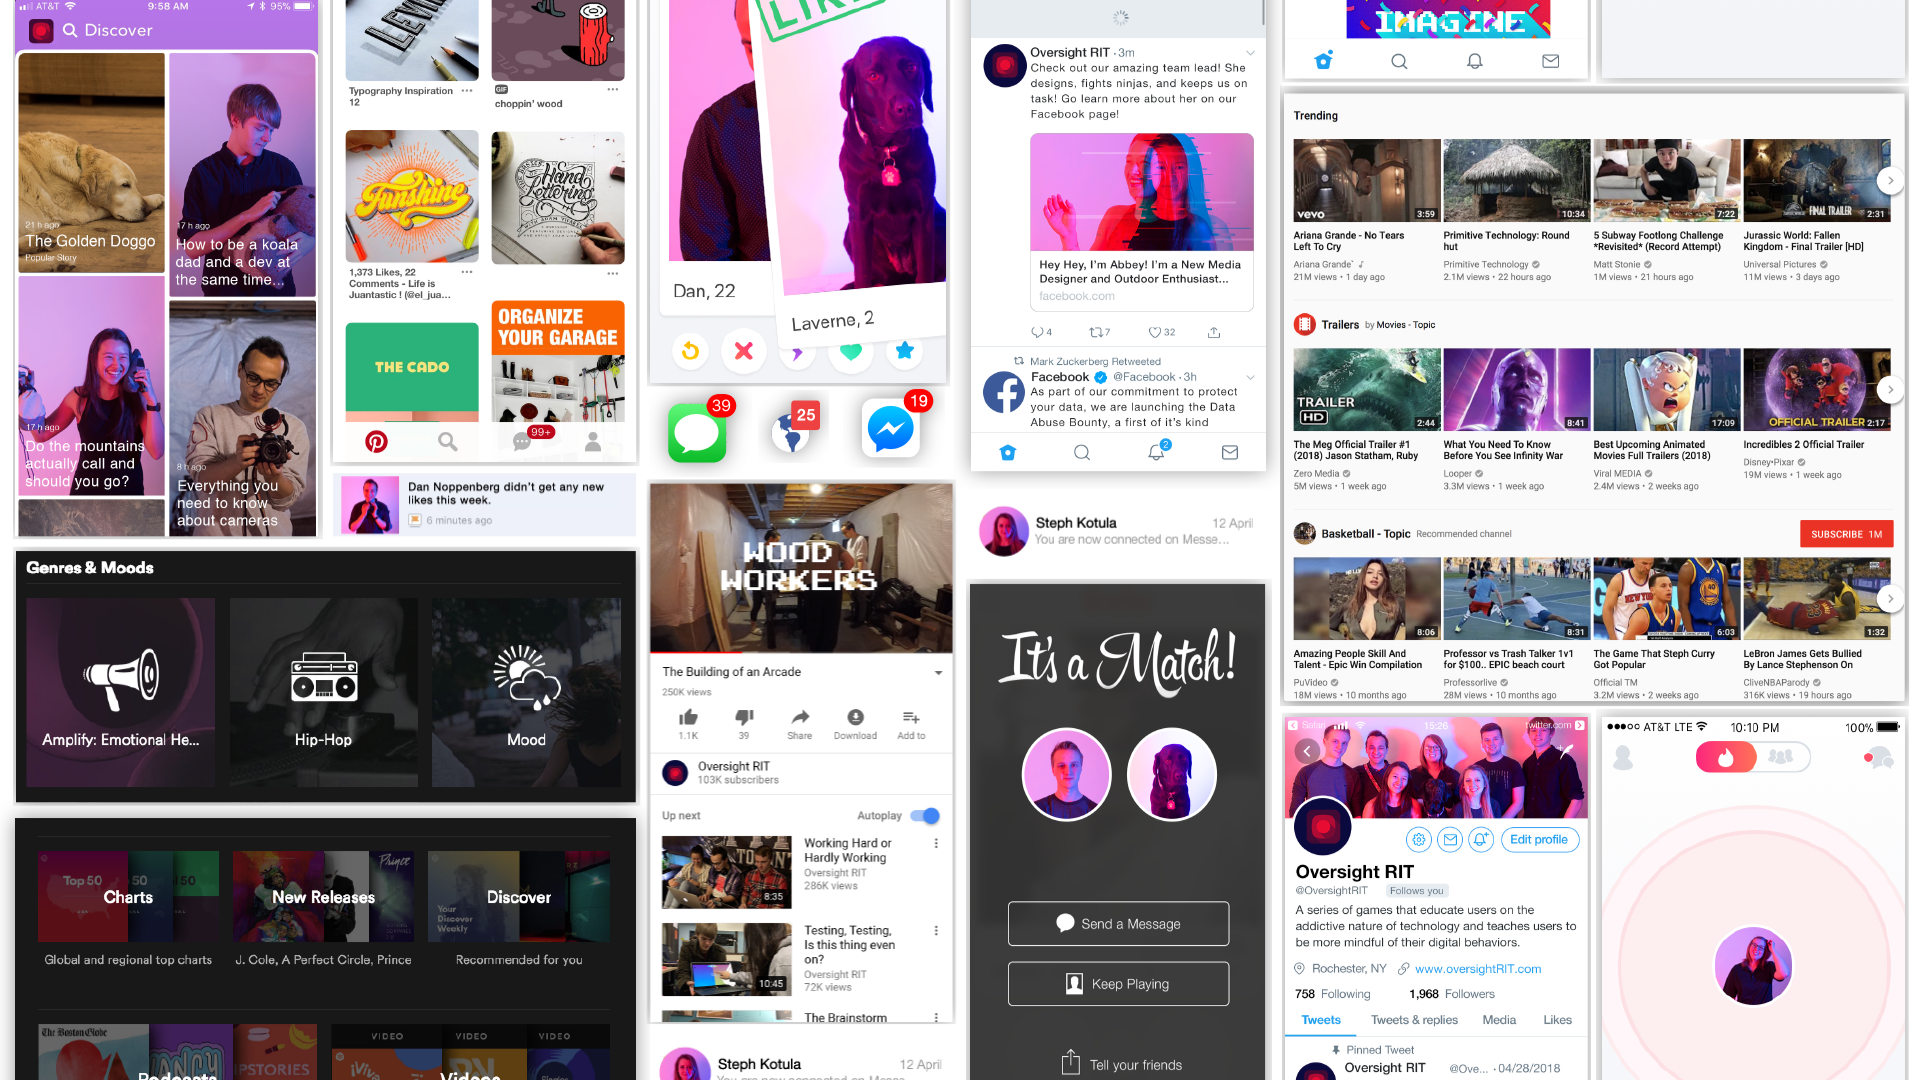 AT&T
9:58 AM
95%
Discover
21 h ago
The Golden Doggo
Popular Story
17 h ago
How to be a koala
dad and a dev at
the same time...
17 h ago
Do the mountains
actually call and
should you go?
8 h ago
Everything you
need to know
about cameras
Typography Inspiration
12
GIF
choppin' wood
Funshine
Hand
Lettering
1,373 Likes, 22
Comments - Life is
Juantastic ! (@el_jua...
THE CADO
ORGANIZE
YOUR GARAGE
99+
Dan Noppenberg didn't get any new
likes this week.
6 minutes ago
LIKE
Dan, 22
Laverne, 2
39
25
19
Oversight RIT · 3m
Check out our amazing team lead! She
designs, fights ninjas, and keeps us on
task! Go learn more about her on our
Facebook page!
Hey Hey, I'm Abbey! I'm a New Media
Designer and Outdoor Enthusiast...
facebook.com
4
7
32
Mark Zuckerberg Retweeted
Facebook @Facebook · 3h
As part of our commitment to protect
your data, we are launching the Data
Abuse Bounty, a first of it's kind
2
Steph Kotula
12 April
You are now connected on Messe...
IMAGINE
Trending
vevo
3:59
10:34
7:22
FINAL TRAILER
2:31
Ariana Grande - No Tears
Left To Cry
Ariana Grande
21M views • 1 day ago
Primitive Technology: Round
hut
Primitive Technology
2.1M views • 22 hours ago
5 Subway Footlong Challenge
*Revisited* (Record Attempt)
Matt Stonie
1M views • 21 hours ago
Jurassic World: Fallen
Kingdom - Final Trailer [HD]
Universal Pictures
11M views • 3 days ago
Trailers by Movies - Topic
TRAILER
HD
2:44
8:41
17:09
OFFICIAL TRAILER
2:17
The Meg Official Trailer #1
(2018) Jason Statham, Ruby
Zero Media
5M views • 1 week ago
What You Need To Know
Before You See Infinity War
Looper
3.3M views • 1 week ago
Best Upcoming Animated
Movies Full Trailers (2018)
Viral MEDIA
2.4M views • 2 weeks ago
Incredibles 2 Official Trailer
Disney•Pixar
19M views • 1 week ago
Basketball - Topic Recommended channel
SUBSCRIBE 1M
8:06
8:31
NEW YORK
40
6:03
1:32
Amazing People Skill And
Talent - Epic Win Compilation
PuVideo
18M views • 10 months ago
Professor vs Trash Talker 1v1
for $100.. EPIC beach court
Professorlive
28M views • 10 months ago
The Game That Steph Curry
Got Popular
Official TM
3.2M views • 2 weeks ago
LeBron James Gets Bullied
By Lance Stephenson On
CliveNBAParody
316K views • 19 hours ago
Genres & Moods
Amplify: Emotional He...
Hip-Hop
Mood
Top 50
50
50
Charts
Global and regional top charts
Prince
New Releases
J. Cole, A Perfect Circle, Prince
Your
Discover
Weekly
Discover
Recommended for you
The Boston Globe
STORIES
Podcasts
VIDEO
VIDEO
VIDEO
¡Viva
Videos
WOOD
WORKERS
The Building of an Arcade
250K views
1.1K
39
Share
Download
Add to
Oversight RIT
103K subscribers
Up next
Autoplay
8:35
Working Hard or
Hardly Working
Oversight RIT
286K views
10:45
Testing, Testing,
Is this thing even
on?
Oversight RIT
72K views
The Brainstorm
Steph Kotula
12 April
You are now connected on Messe...
It's a Match!
Send a Message
Keep Playing
Tell your friends
Safari
15:26
twitter.com
Edit profile
Oversight RIT
@OversightRIT
Follows you
A series of games that educate users on the
addictive nature of technology and teaches users to
be more mindful of their digital behaviors.
Rochester, NY
www.oversightRIT.com
758 Following
1,968 Followers
Tweets
Tweets & replies
Media
Likes
Pinned Tweet
Oversight RIT @Ove... · 04/28/2018
AT&T LTE
10:10 PM
100%